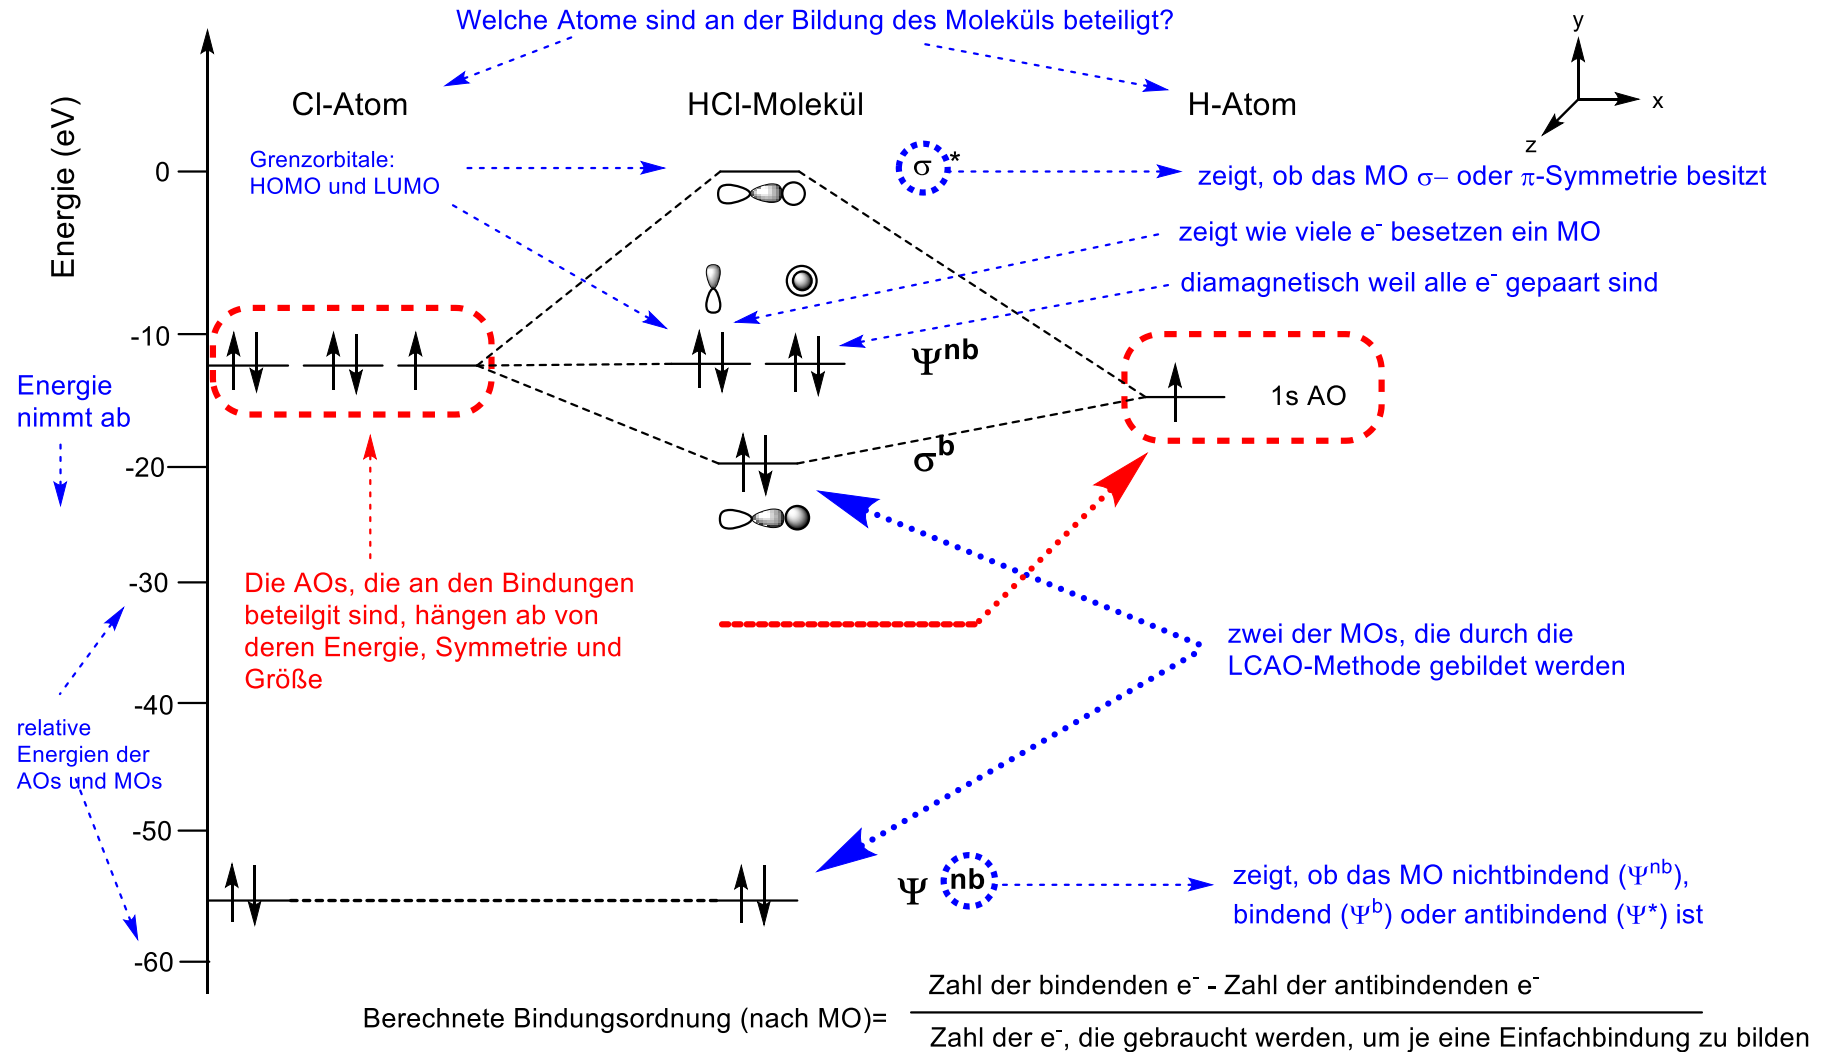 Welche Atome sind an der Bildung des Moleküls beteiligt?
y
x
z
Energie (eV)
Cl-Atom
HCl-Molekül
H-Atom
Grenzorbitale:
HOMO und LUMO
0
σ*
zeigt, ob das MO σ– oder π-Symmetrie besitzt
zeigt wie viele e⁻ besetzen ein MO
diamagnetisch weil alle e⁻ gepaart sind
-10
Ψⁿᵇ
Energie
nimmt ab
1s AO
-20
σᵇ
-30
Die AOs, die an den Bindungen
beteilgit sind, hängen ab von
deren Energie, Symmetrie und
Größe
zwei der MOs, die durch die
LCAO-Methode gebildet werden
-40
relative
Energien der
AOs und MOs
-50
Ψ nb
zeigt, ob das MO nichtbindend (Ψⁿᵇ),
bindend (Ψᵇ) oder antibindend (Ψ*) ist
-60
Berechnete Bindungsordnung (nach MO)=
Zahl der bindenden e⁻ - Zahl der antibindenden e⁻
Zahl der e⁻, die gebraucht werden, um je eine Einfachbindung zu bilden